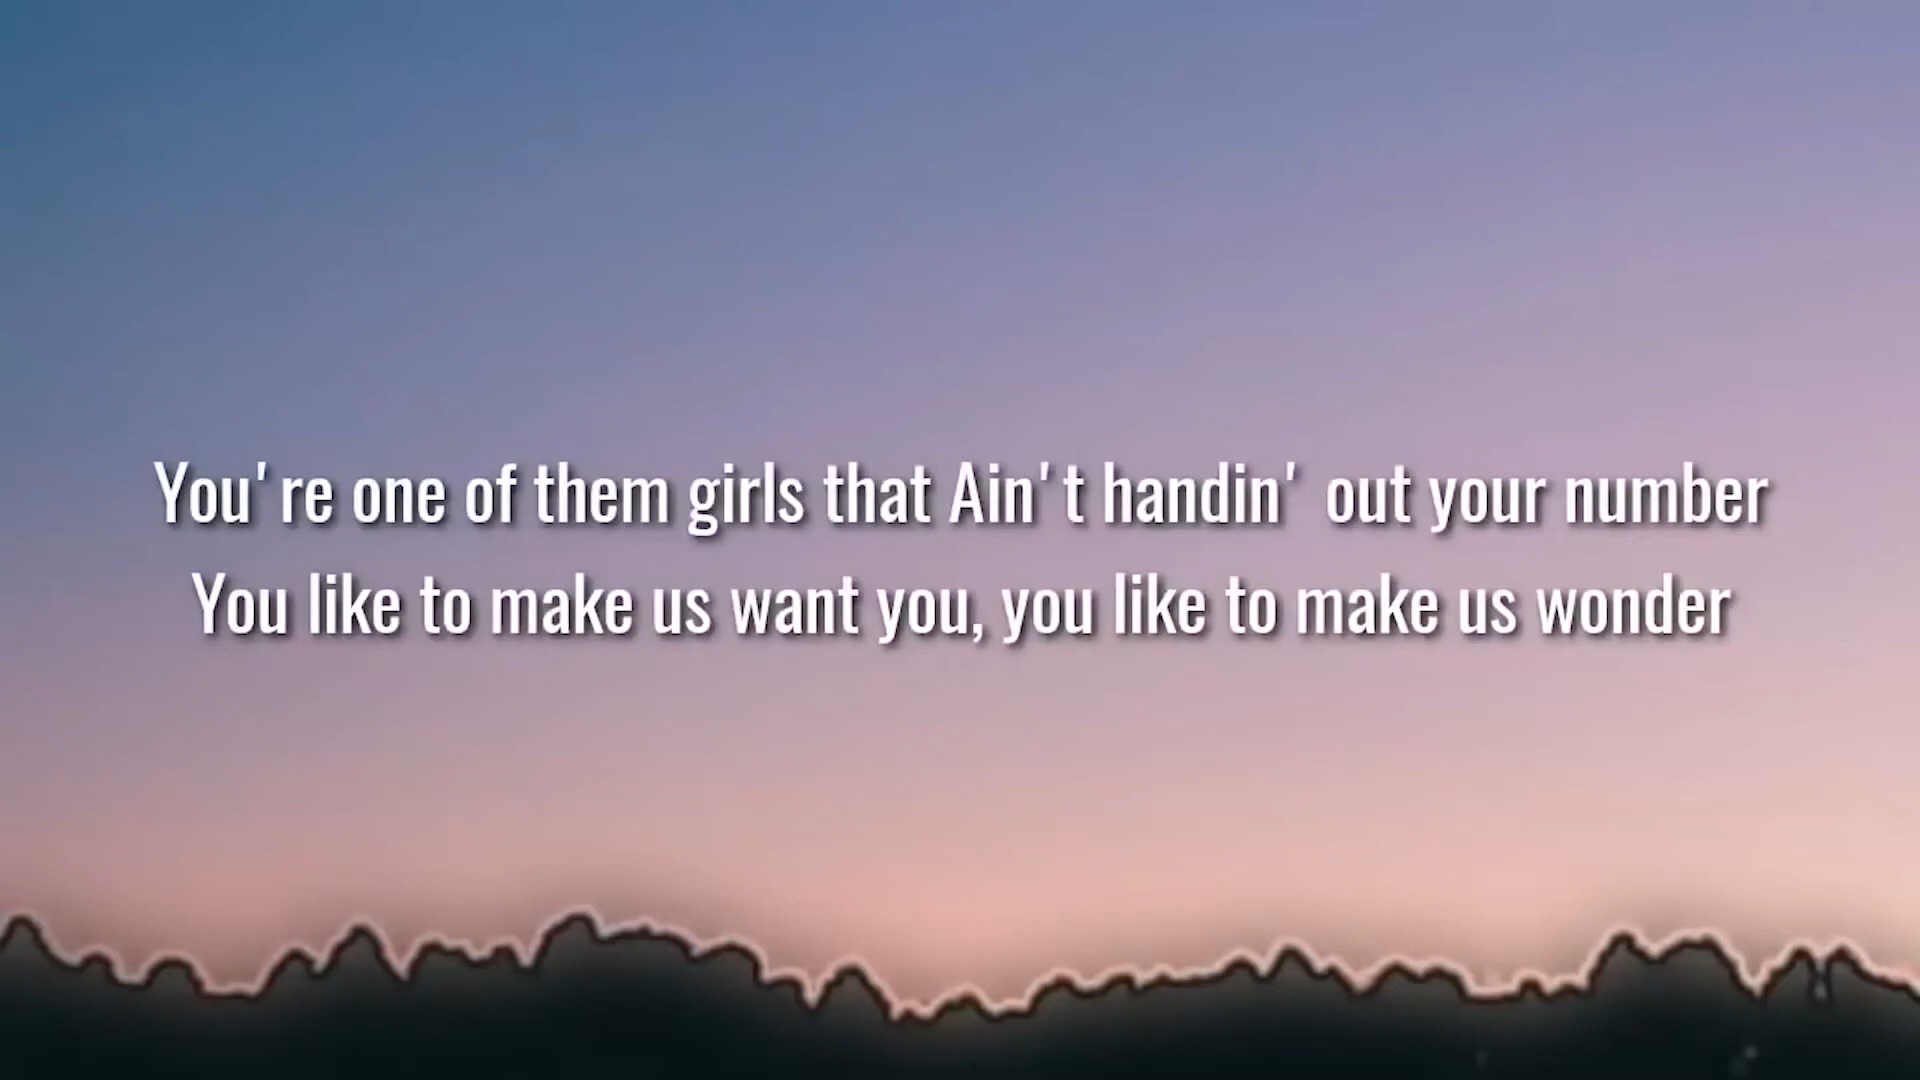 You're one of them girls that Ain't handin' out your number
You like to make us want you, you like to make us wonder